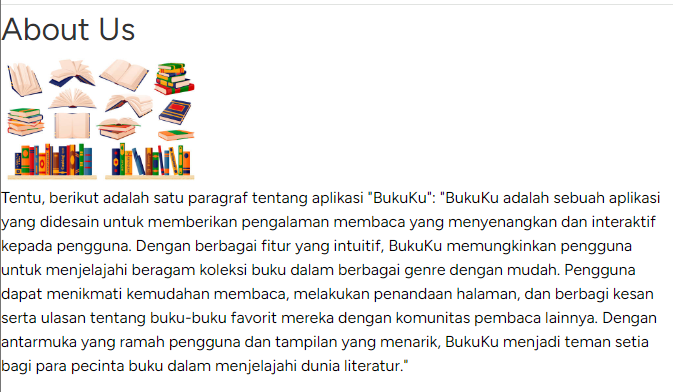 About Us
Tentu, berikut adalah satu paragraf tentang aplikasi "BukuKu": "BukuKu adalah sebuah aplikasi
yang didesain untuk memberikan pengalaman membaca yang menyenangkan dan interaktif
kepada pengguna. Dengan berbagai fitur yang intuitif, BukuKu memungkinkan pengguna
untuk menjelajahi beragam koleksi buku dalam berbagai genre dengan mudah. Pengguna
dapat menikmati kemudahan membaca, melakukan penandaan halaman, dan berbagi kesan
serta ulasan tentang buku-buku favorit mereka dengan komunitas pembaca lainnya. Dengan
antarmuka yang ramah pengguna dan tampilan yang menarik, BukuKu menjadi teman setia
bagi para pecinta buku dalam menjelajahi dunia literatur."